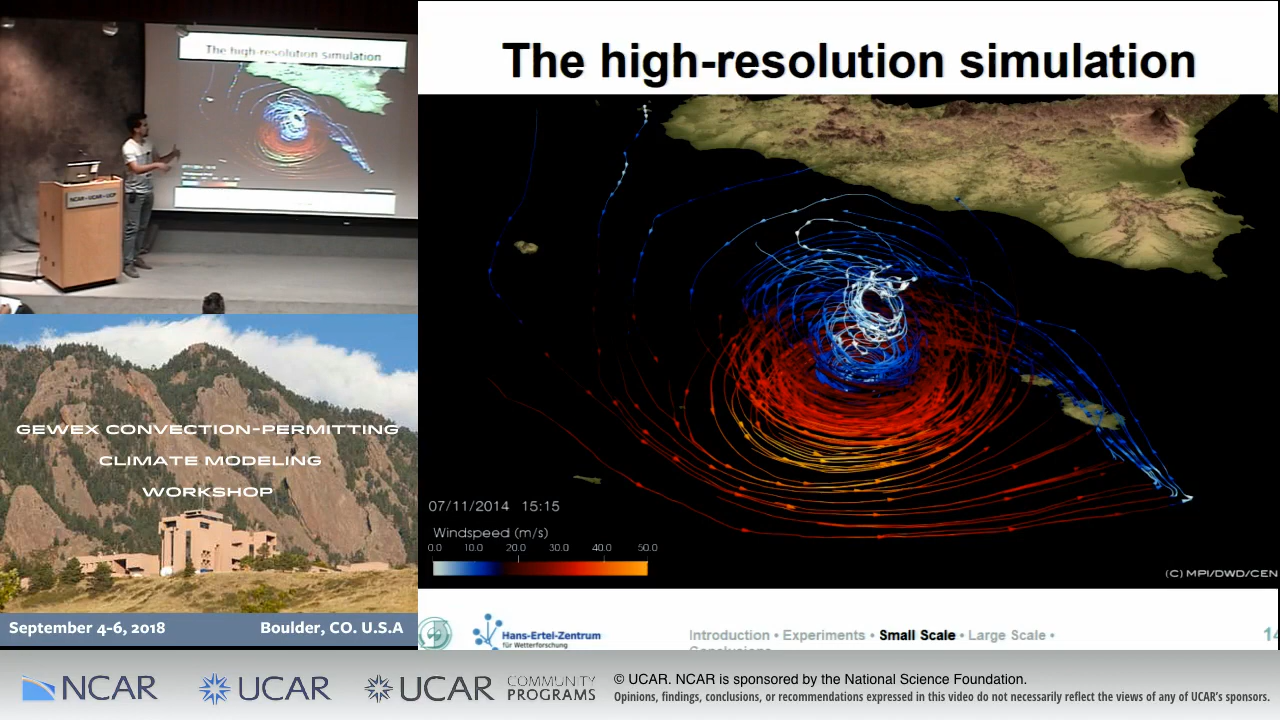 The high-resolution simulation
NCAR•UCAR•UCP
The high-resolution simulation
07/11/2014 15:15
Windspeed (m/s)
0.0 10.0 20.0 30.0 40.0 50.0
(C) MPI/DWD/CEN
GEWEX CONVECTION-PERMITTING
CLIMATE MODELING
WORKSHOP
September 4-6, 2018 Boulder, CO. U.S.A
Hans-Ertel-Zentrum
für Wetterforschung
Introduction • Experiments • Small Scale • Large Scale •
NCAR UCAR UCAR COMMUNITY PROGRAMS
© UCAR. NCAR is sponsored by the National Science Foundation.
Opinions, findings, conclusions, or recommendations expressed in this video do not necessarily reflect the views of any of UCAR's sponsors.